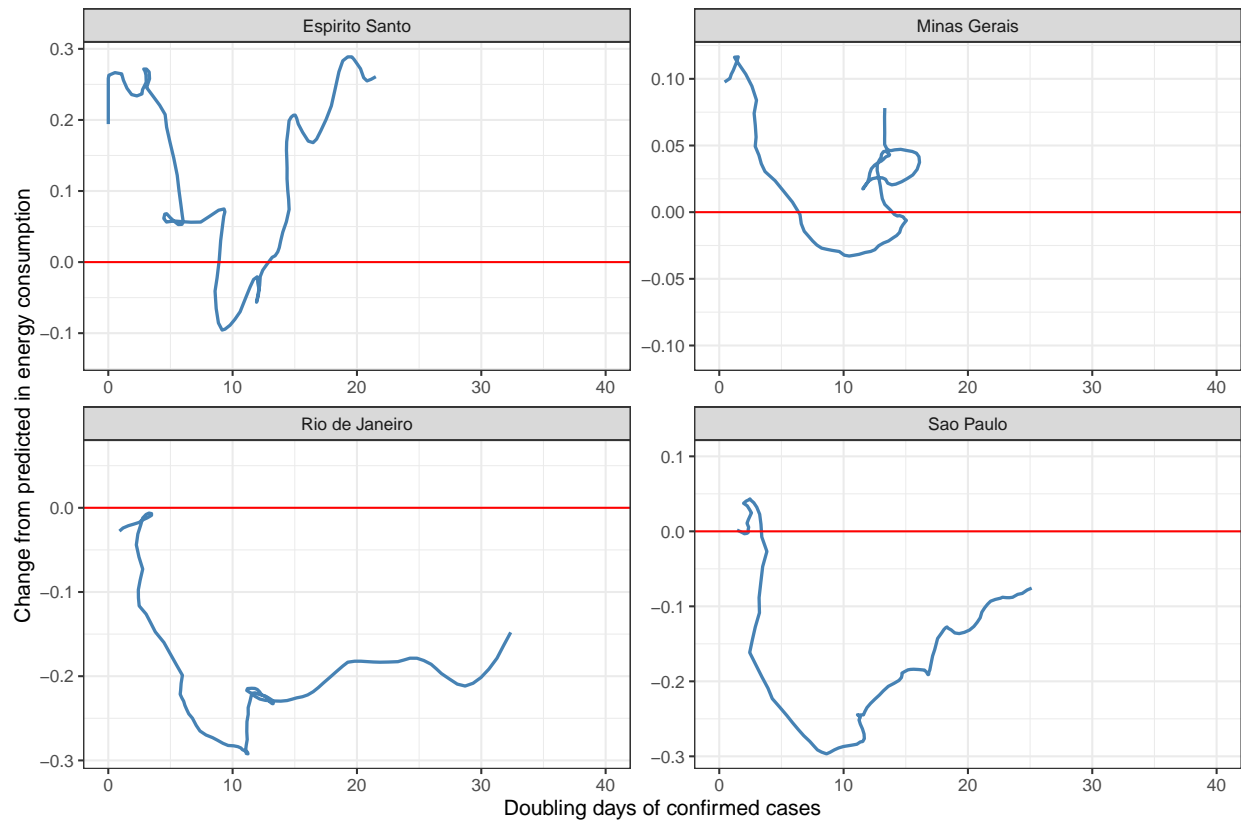 Espirito Santo
Minas Gerais
0.3
0.2
0.1
0.0
−0.1
0.10
0.05
0.00
−0.05
−0.10
0 10 20 30 40
0 10 20 30 40
Rio de Janeiro
Sao Paulo
0.0
−0.1
−0.2
−0.3
0.1
0.0
−0.1
−0.2
−0.3
0 10 20 30 40
0 10 20 30 40
Doubling days of confirmed cases
Change from predicted in energy consumption